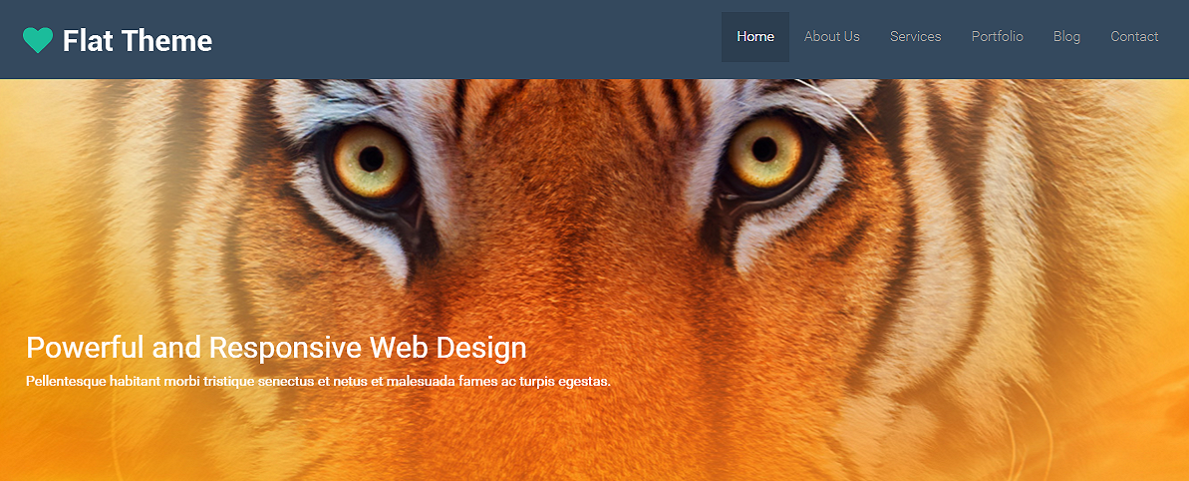 Flat Theme
Home About Us Services Portfolio Blog Contact
Powerful and Responsive Web Design
Pellentesque habitant morbi tristique senectus et netus et malesuada fames ac turpis egestas.